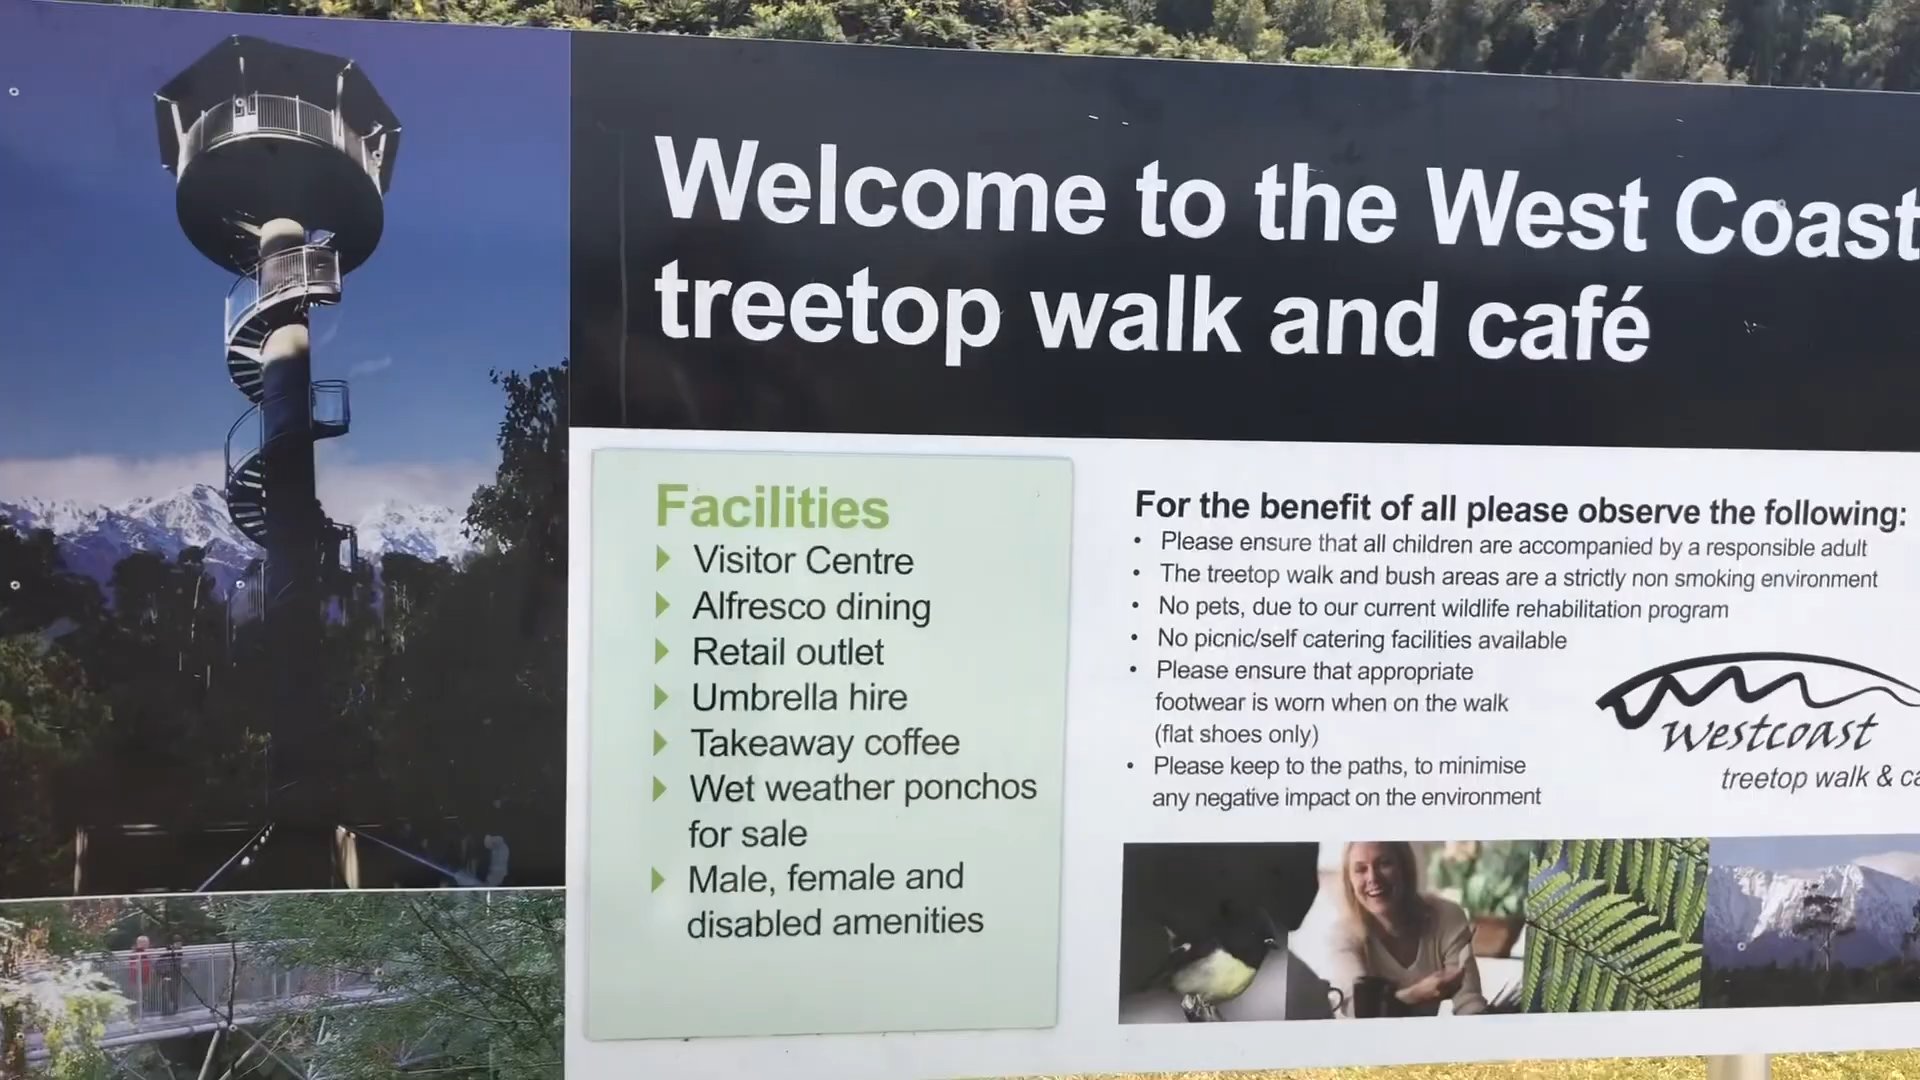 Welcome to the West Coast
treetop walk and café
Facilities
Visitor Centre
Alfresco dining
Retail outlet
Umbrella hire
Takeaway coffee
Wet weather ponchos
for sale
Male, female and
disabled amenities
For the benefit of all please observe the following:
• Please ensure that all children are accompanied by a responsible adult
• The treetop walk and bush areas are a strictly non smoking environment
• No pets, due to our current wildlife rehabilitation program
• No picnic/self catering facilities available
• Please ensure that appropriate
footwear is worn when on the walk
(flat shoes only)
• Please keep to the paths, to minimise
any negative impact on the environment
westcoast
treetop walk & ca